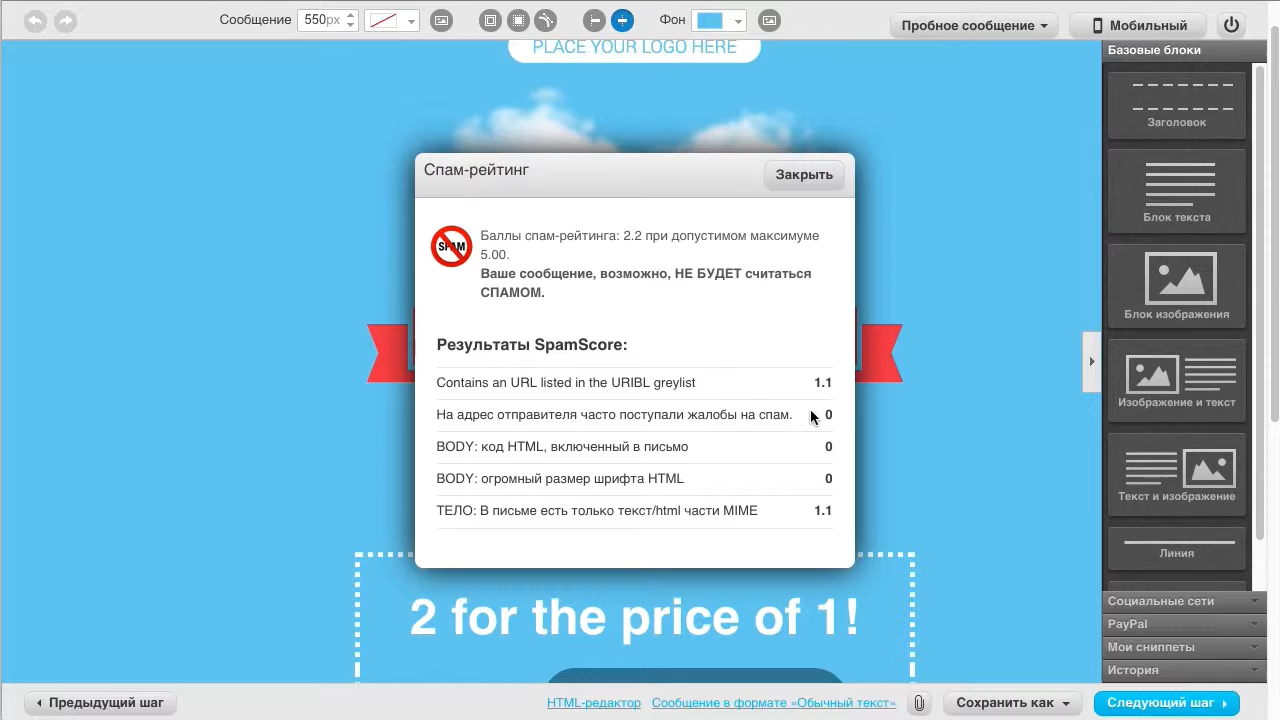 Сообщение 550px Фон Пробное сообщение Мобильный
PLACE YOUR LOGO HERE
Базовые блоки
Заголовок
Блок текста
Блок изображения
Изображение и текст
Текст и изображение
Линия
Социальные сети
PayPal
Мои сниппеты
История
Спам-рейтинг Закрыть
SPAM
Баллы спам-рейтинга: 2.2 при допустимом максимуме
5.00.
Ваше сообщение, возможно, НЕ БУДЕТ считаться
СПАМОМ.
Результаты SpamScore:
Contains an URL listed in the URIBL greylist 1.1
На адрес отправителя часто поступали жалобы на спам. 0
BODY: код HTML, включенный в письмо 0
BODY: огромный размер шрифта HTML 0
ТЕЛО: В письме есть только текст/html части MIME 1.1
2 for the price of 1!
Предыдущий шаг HTML-редактор Сообщение в формате «Обычный текст» Сохранить как Следующий шаг